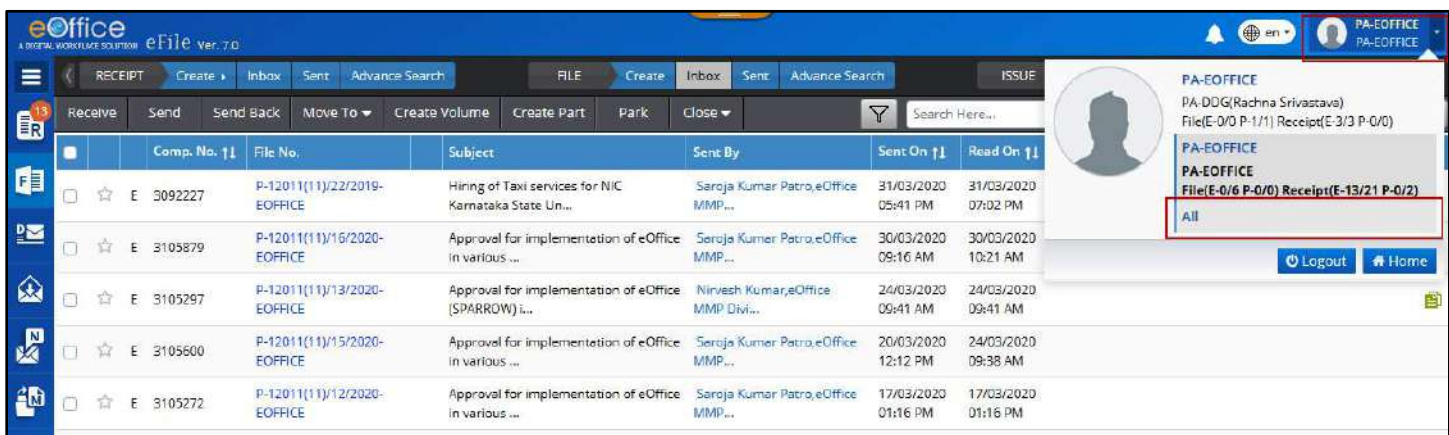 eOffice
A DIGITAL WORKPLACE SOLUTION eFile Ver. 7.0
en
PA-EOFFICE
PA-EOFFICE
RECEIPT Create Inbox Sent Advance Search FILE Create Inbox Sent Advance Search ISSUE
13
Receive Send Send Back Move To Create Volume Create Part Park Close Search Here...
Comp. No. File No. Subject Sent By Sent On Read On
E 3092227 P-12011(11)/22/2019- Hiring of Taxi services for NIC Saroja Kumar Patro,eOffice 31/03/2020 31/03/2020
EOFFICE Karnataka State Un... MMP... 05:41 PM 07:02 PM
E 3105879 P-12011(11)/16/2020- Approval for implementation of eOffice Saroja Kumar Patro,eOffice 30/03/2020 30/03/2020
EOFFICE in various ... MMP... 09:16 AM 10:21 AM
E 3105297 P-12011(11)/13/2020- Approval for implementation of eOffice Nirvesh Kumar,eOffice 24/03/2020 24/03/2020
EOFFICE (SPARROW) i... MMP Divi... 09:41 AM 09:41 AM
E 3105600 P-12011(11)/15/2020- Approval for implementation of eOffice Saroja Kumar Patro,eOffice 20/03/2020 24/03/2020
EOFFICE in various ... MMP... 12:12 PM 09:38 AM
E 3105272 P-12011(11)/12/2020- Approval for implementation of eOffice Saroja Kumar Patro,eOffice 17/03/2020 17/03/2020
EOFFICE in various ... MMP... 01:16 PM 01:16 PM
PA-EOFFICE
PA-DDG(Rachna Srivastava)
File(E-0/0 P-1/1) Receipt(E-3/3 P-0/0)
PA-EOFFICE
PA-EOFFICE
File(E-0/6 P-0/0) Receipt(E-13/21 P-0/2)
All
Logout Home